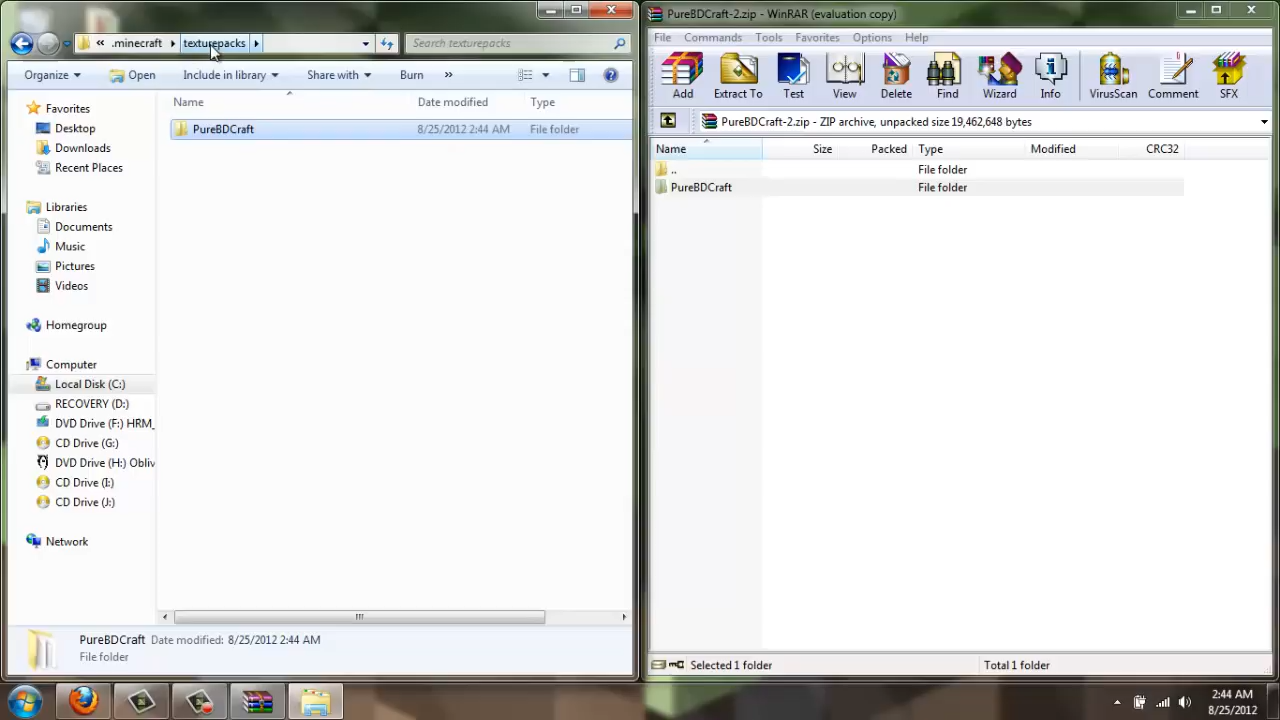 « .minecraft texturepacks Search texturepacks
Organize Open Include in library Share with Burn »
Favorites
Desktop
Downloads
Recent Places
Libraries
Documents
Music
Pictures
Videos
Homegroup
Computer
Local Disk (C:)
RECOVERY (D:)
DVD Drive (F:) HRM_
CD Drive (G:)
DVD Drive (H:) Obliv
CD Drive (I:)
CD Drive (J:)
Network
Name Date modified Type
PureBDCraft 8/25/2012 2:44 AM File folder
PureBDCraft Date modified: 8/25/2012 2:44 AM
File folder
PureBDCraft-2.zip - WinRAR (evaluation copy)
File Commands Tools Favorites Options Help
Add Extract To Test View Delete Find Wizard Info VirusScan Comment SFX
PureBDCraft-2.zip - ZIP archive, unpacked size 19,462,648 bytes
Name Size Packed Type Modified CRC32
.. File folder
PureBDCraft File folder
Selected 1 folder Total 1 folder
2:44 AM
8/25/2012